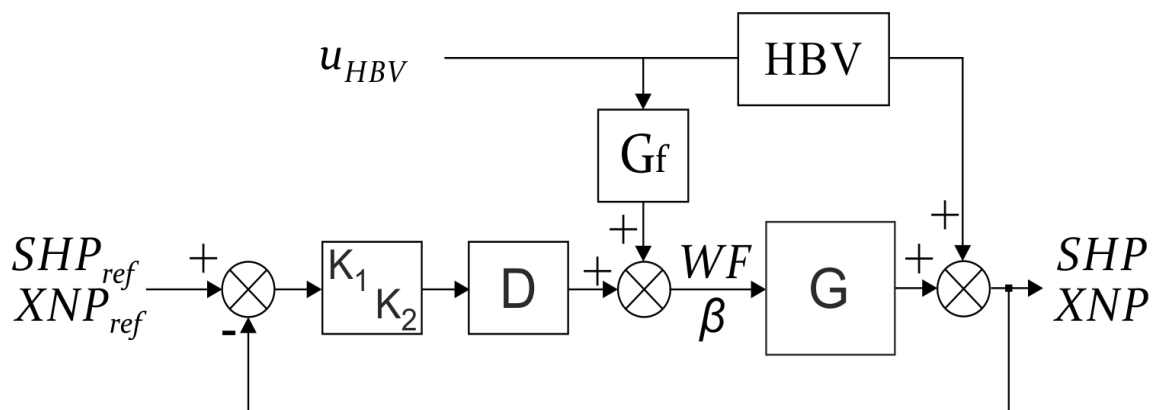 u_HBV
HBV
Gf
+
+
SHP_ref
XNP_ref
+
-
K₁
K₂
D
+
WF
β
G
+
SHP
XNP